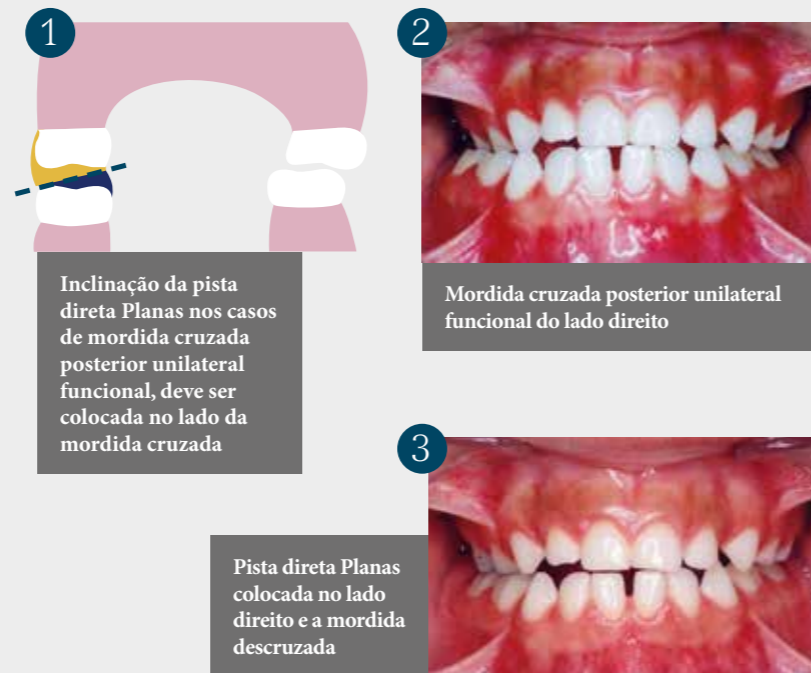 1
Inclinação da pista
direta Planas nos casos
de mordida cruzada
posterior unilateral
funcional, deve ser
colocada no lado da
mordida cruzada
2
Mordida cruzada posterior unilateral
funcional do lado direito
3
Pista direta Planas
colocada no lado
direito e a mordida
descruzada